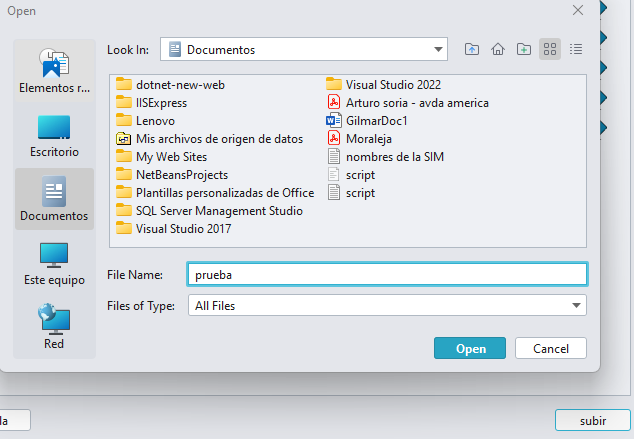 Open
Look In:
Documentos
Elementos r...
Escritorio
Documentos
Este equipo
Red
dotnet-new-web
IISExpress
Lenovo
Mis archivos de origen de datos
My Web Sites
NetBeansProjects
Plantillas personalizadas de Office
SQL Server Management Studio
Visual Studio 2017
Visual Studio 2022
Arturo soria - avda america
GilmarDoc1
Moraleja
nombres de la SIM
script
script
File Name:
prueba
Files of Type:
All Files
Open
Cancel
la
subir